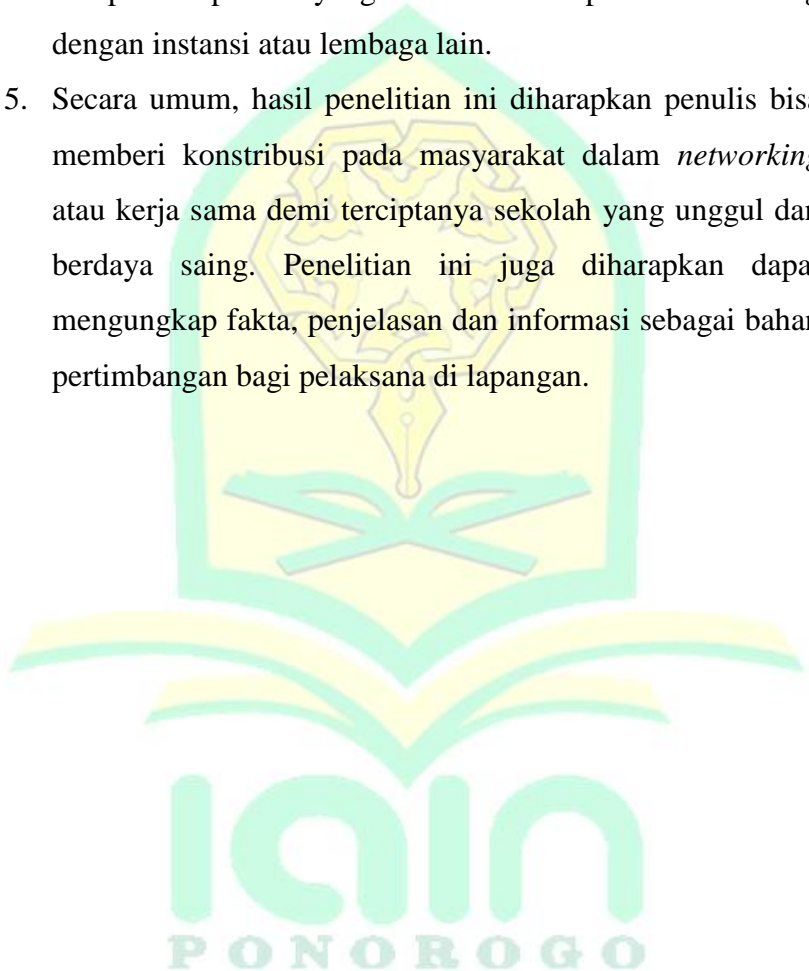 dengan instansi atau lembaga lain.
5. Secara umum, hasil penelitian ini diharapkan penulis bisa
memberi konstribusi pada masyarakat dalam networking
atau kerja sama demi terciptanya sekolah yang unggul dan
berdaya saing. Penelitian ini juga diharapkan dapat
mengungkap fakta, penjelasan dan informasi sebagai bahan
pertimbangan bagi pelaksana di lapangan.
iain
PONOROGO